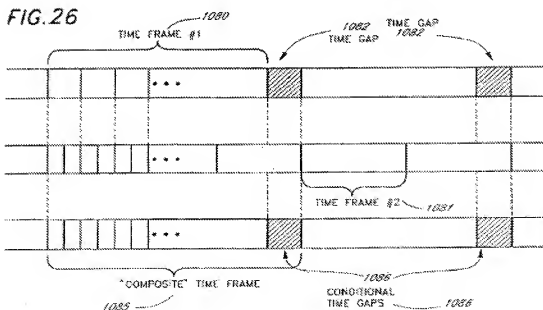 FIG.26
1080
TIME FRAME #1
1082 TIME GAP
TIME GAP 1082
•••
•••
TIME FRAME #2 1081
•••
"COMPOSITE" TIME FRAME
1085
1086
CONDITIONAL
TIME GAPS 1086